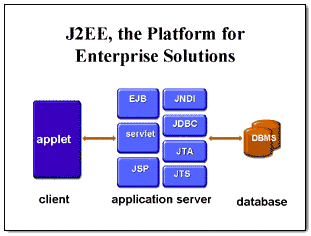 J2EE, the Platform for
Enterprise Solutions
EJB
JNDI
applet
servlet
JDBC
DBMS
JTA
JSP
JTS
client
application server
database